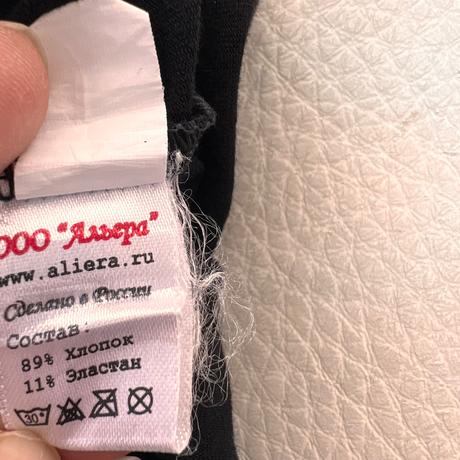 ООО "Альера"
www.aliera.ru
Сделано в России
Состав:
89% Хлопок
11% Эластан
30°